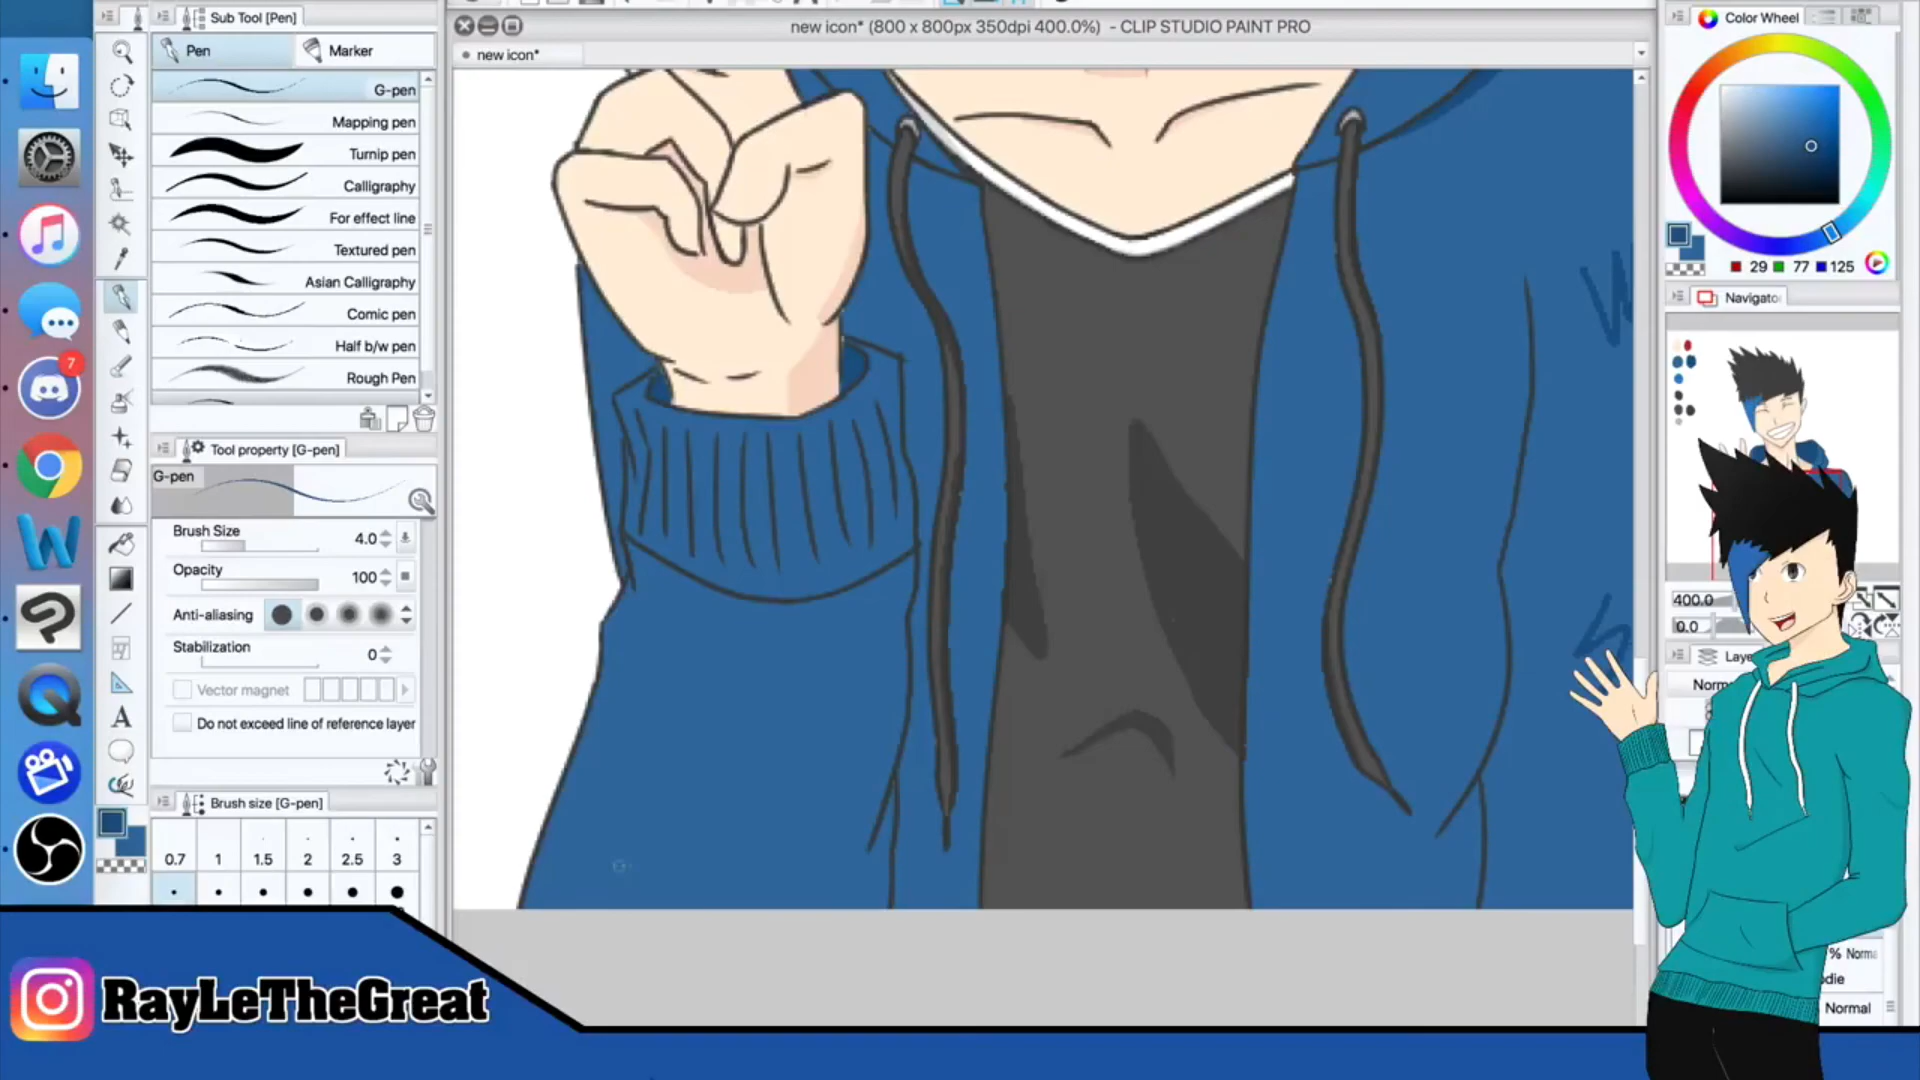 Sub Tool [Pen]
Pen
Marker
G-pen
Mapping pen
Turnip pen
Calligraphy
For effect line
Textured pen
Asian Calligraphy
Comic pen
Half b/w pen
Rough Pen
Tool property [G-pen]
G-pen
Brush Size 4.0
Opacity 100
Anti-aliasing
Stabilization 0
Vector magnet
Do not exceed line of reference layer
Brush size [G-pen]
0.7 1 1.5 2 2.5 3
new icon* (800 x 800px 350dpi 400.0%) - CLIP STUDIO PAINT PRO
new icon*
Color Wheel
29 77 125
Navigator
400.0
0.0
Laye
Norm
% Norma
die
Normal
7
RayLeTheGreat